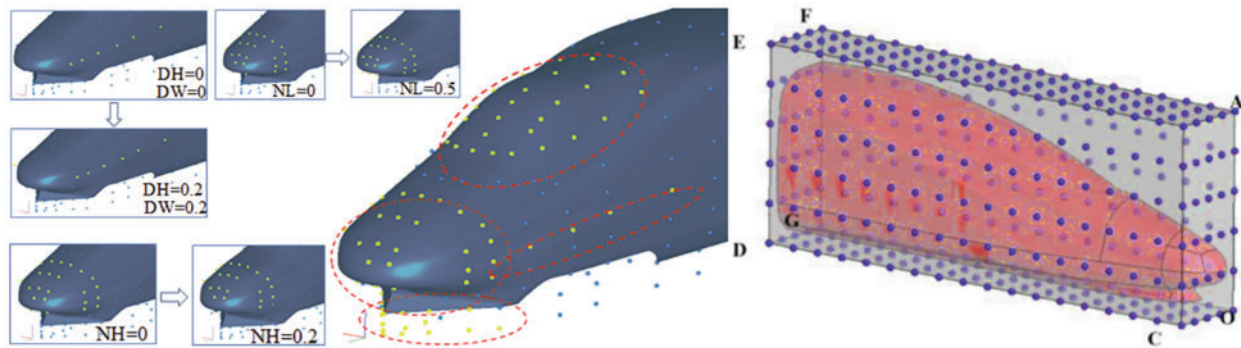 DH=0
DW=0
NL=0
NL=0.5
DH=0.2
DW=0.2
NH=0
NH=0.2
F
E
A
G
D
C
O